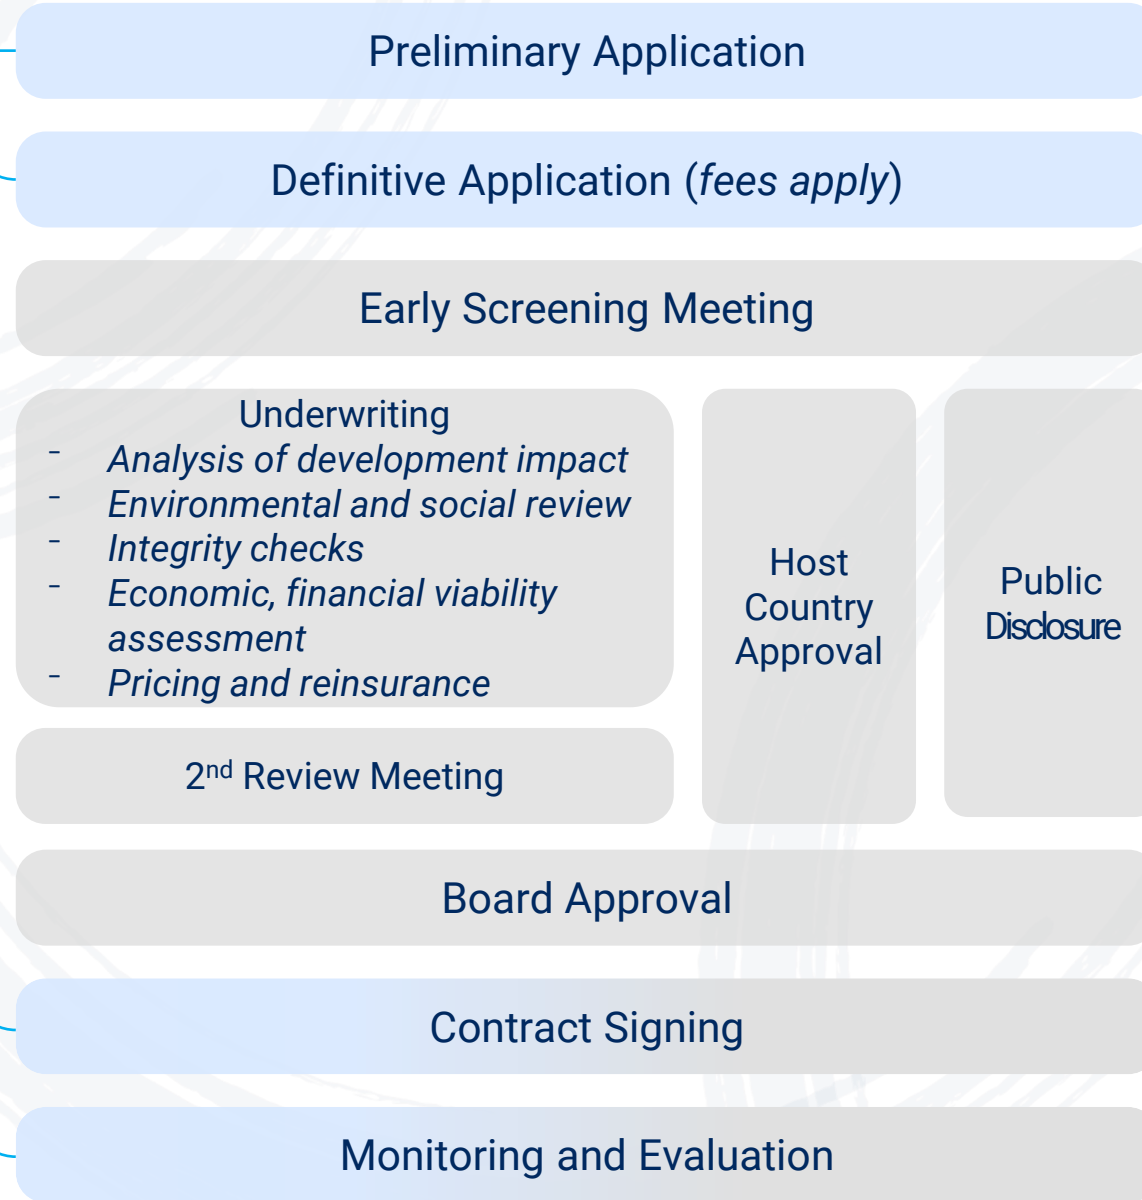 Preliminary Application
Definitive Application (fees apply)
Early Screening Meeting
Underwriting
- Analysis of development impact
- Environmental and social review
- Integrity checks
- Economic, financial viability
assessment
- Pricing and reinsurance
2nd Review Meeting
Host
Country
Approval
Public
Disclosure
Board Approval
Contract Signing
Monitoring and Evaluation